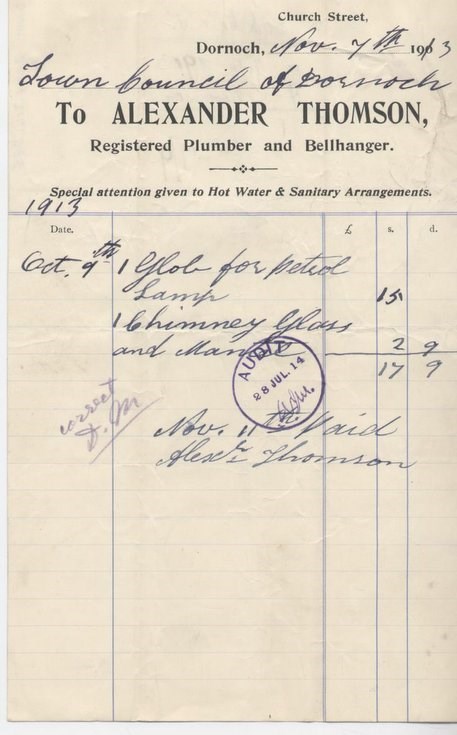 Church Street,
Dornoch, Nov. 7th 1913
Town Council of Dornoch
To ALEXANDER THOMSON,
Registered Plumber and Bellhanger.
Special attention given to Hot Water & Sanitary Arrangements.
1913
Date. £ s. d.
Oct. 9th 1 Glob for petrol
Lamp 15
1 Chimney Glass
and Mantle 2 9
17 9
AUDIT
28 JUL. 14
correct
D. M
Nov. 11th Paid
Alexr Thomson